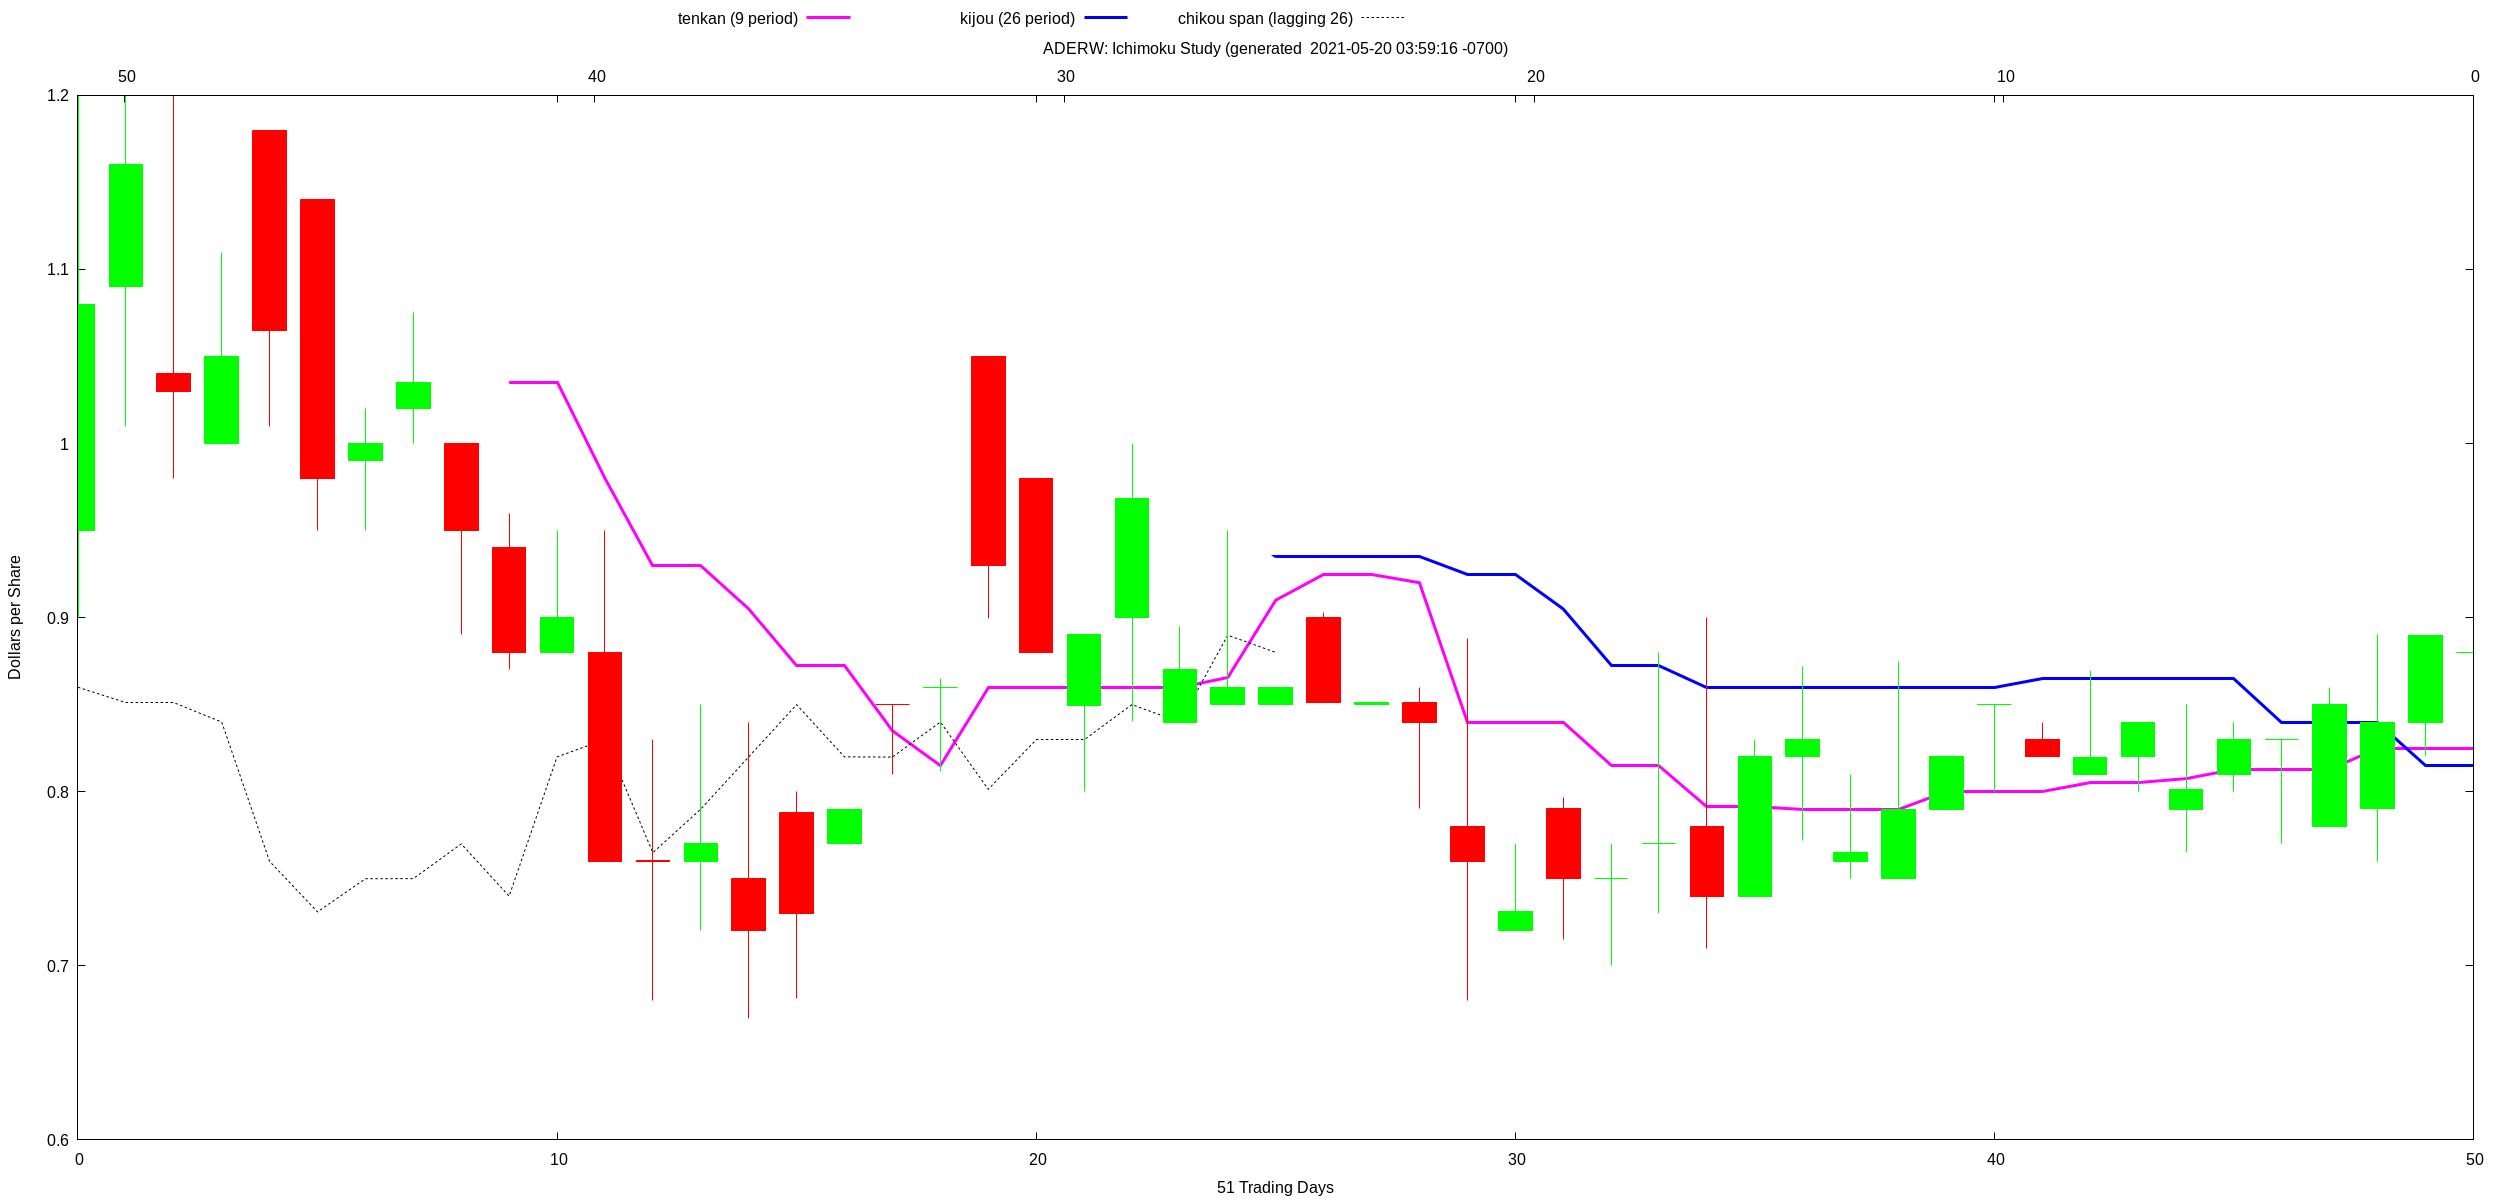 tenkan (9 period) kijou (26 period) chikou span (lagging 26)
ADERW: Ichimoku Study (generated  2021-05-20 03:59:16 -0700)
50 40 30 20 10 0
1.2
1.1
1
0.9
0.8
0.7
0.6
Dollars per Share
0 10 20 30 40 50
51 Trading Days